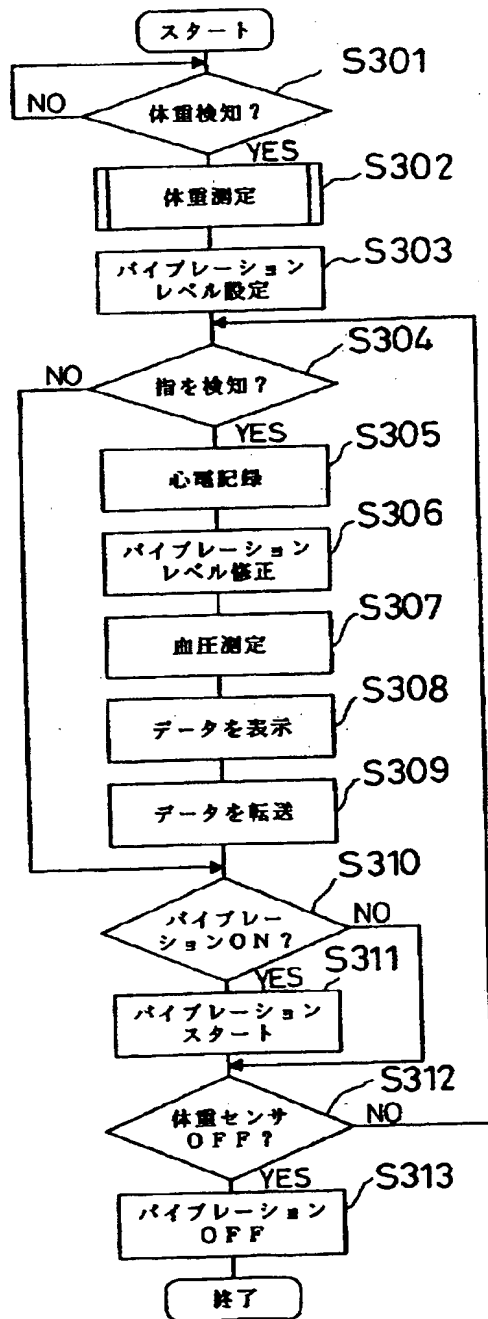 スタート
S301
NO
体重検知?
YES
S302
体重測定
S303
バイブレーション
レベル設定
S304
NO
指を検知?
YES
S305
心電記録
S306
バイブレーション
レベル修正
S307
血圧測定
S308
データを表示
S309
データを転送
S310
バイブレー
ションON?
NO
YES
S311
バイブレーション
スタート
S312
体重センサ
OFF?
NO
YES
S313
バイブレーション
OFF
終了